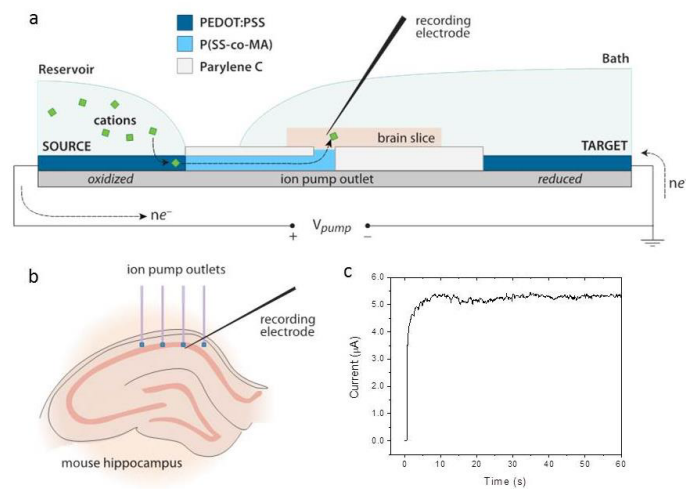 a
PEDOT:PSS
P(SS-co-MA)
Parylene C
recording
electrode
Reservoir
Bath
cations
brain slice
SOURCE
TARGET
oxidized
ion pump outlet
reduced
ne⁻
ne
Vpump
+
−
b
ion pump outlets
recording
electrode
mouse hippocampus
c
6.0
5.0
4.0
3.0
2.0
1.0
0.0
Current (μA)
0 10 20 30 40 50 60
Time (s)